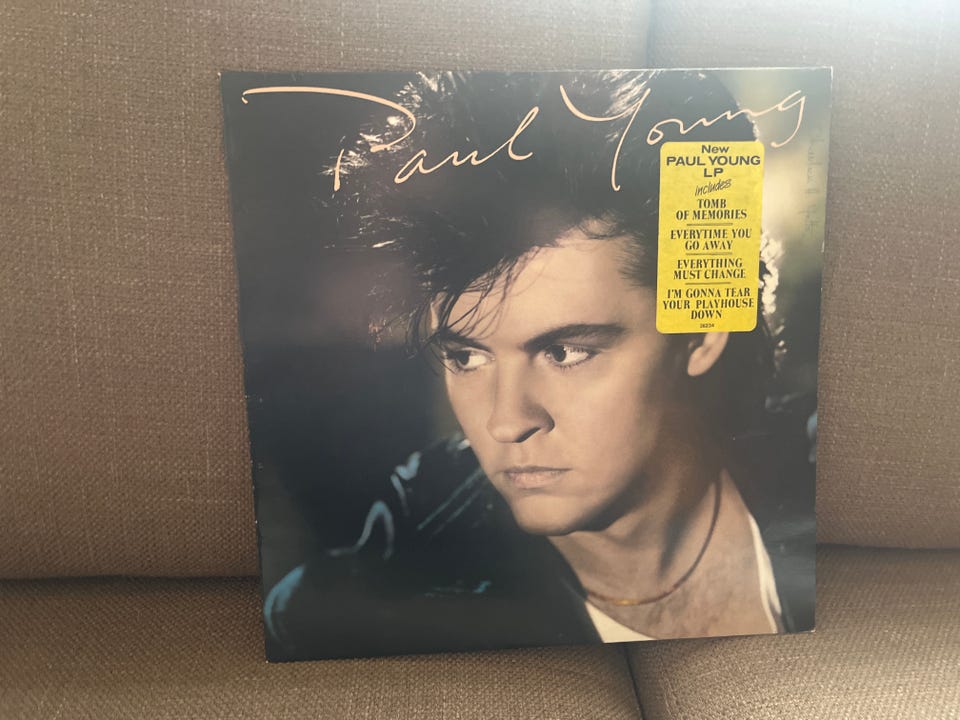 Paul Young
New
PAUL YOUNG
LP
includes
TOMB
OF MEMORIES
EVERYTIME YOU
GO AWAY
EVERYTHING
MUST CHANGE
I'M GONNA TEAR
YOUR PLAYHOUSE
DOWN
26234